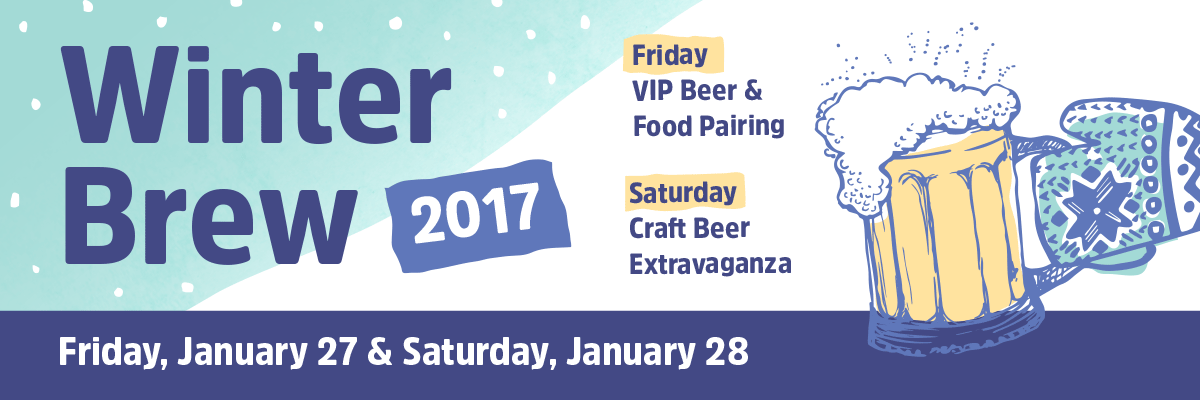 Winter
Brew
2017
Friday
VIP Beer &
Food Pairing
Saturday
Craft Beer
Extravaganza
Friday, January 27 & Saturday, January 28